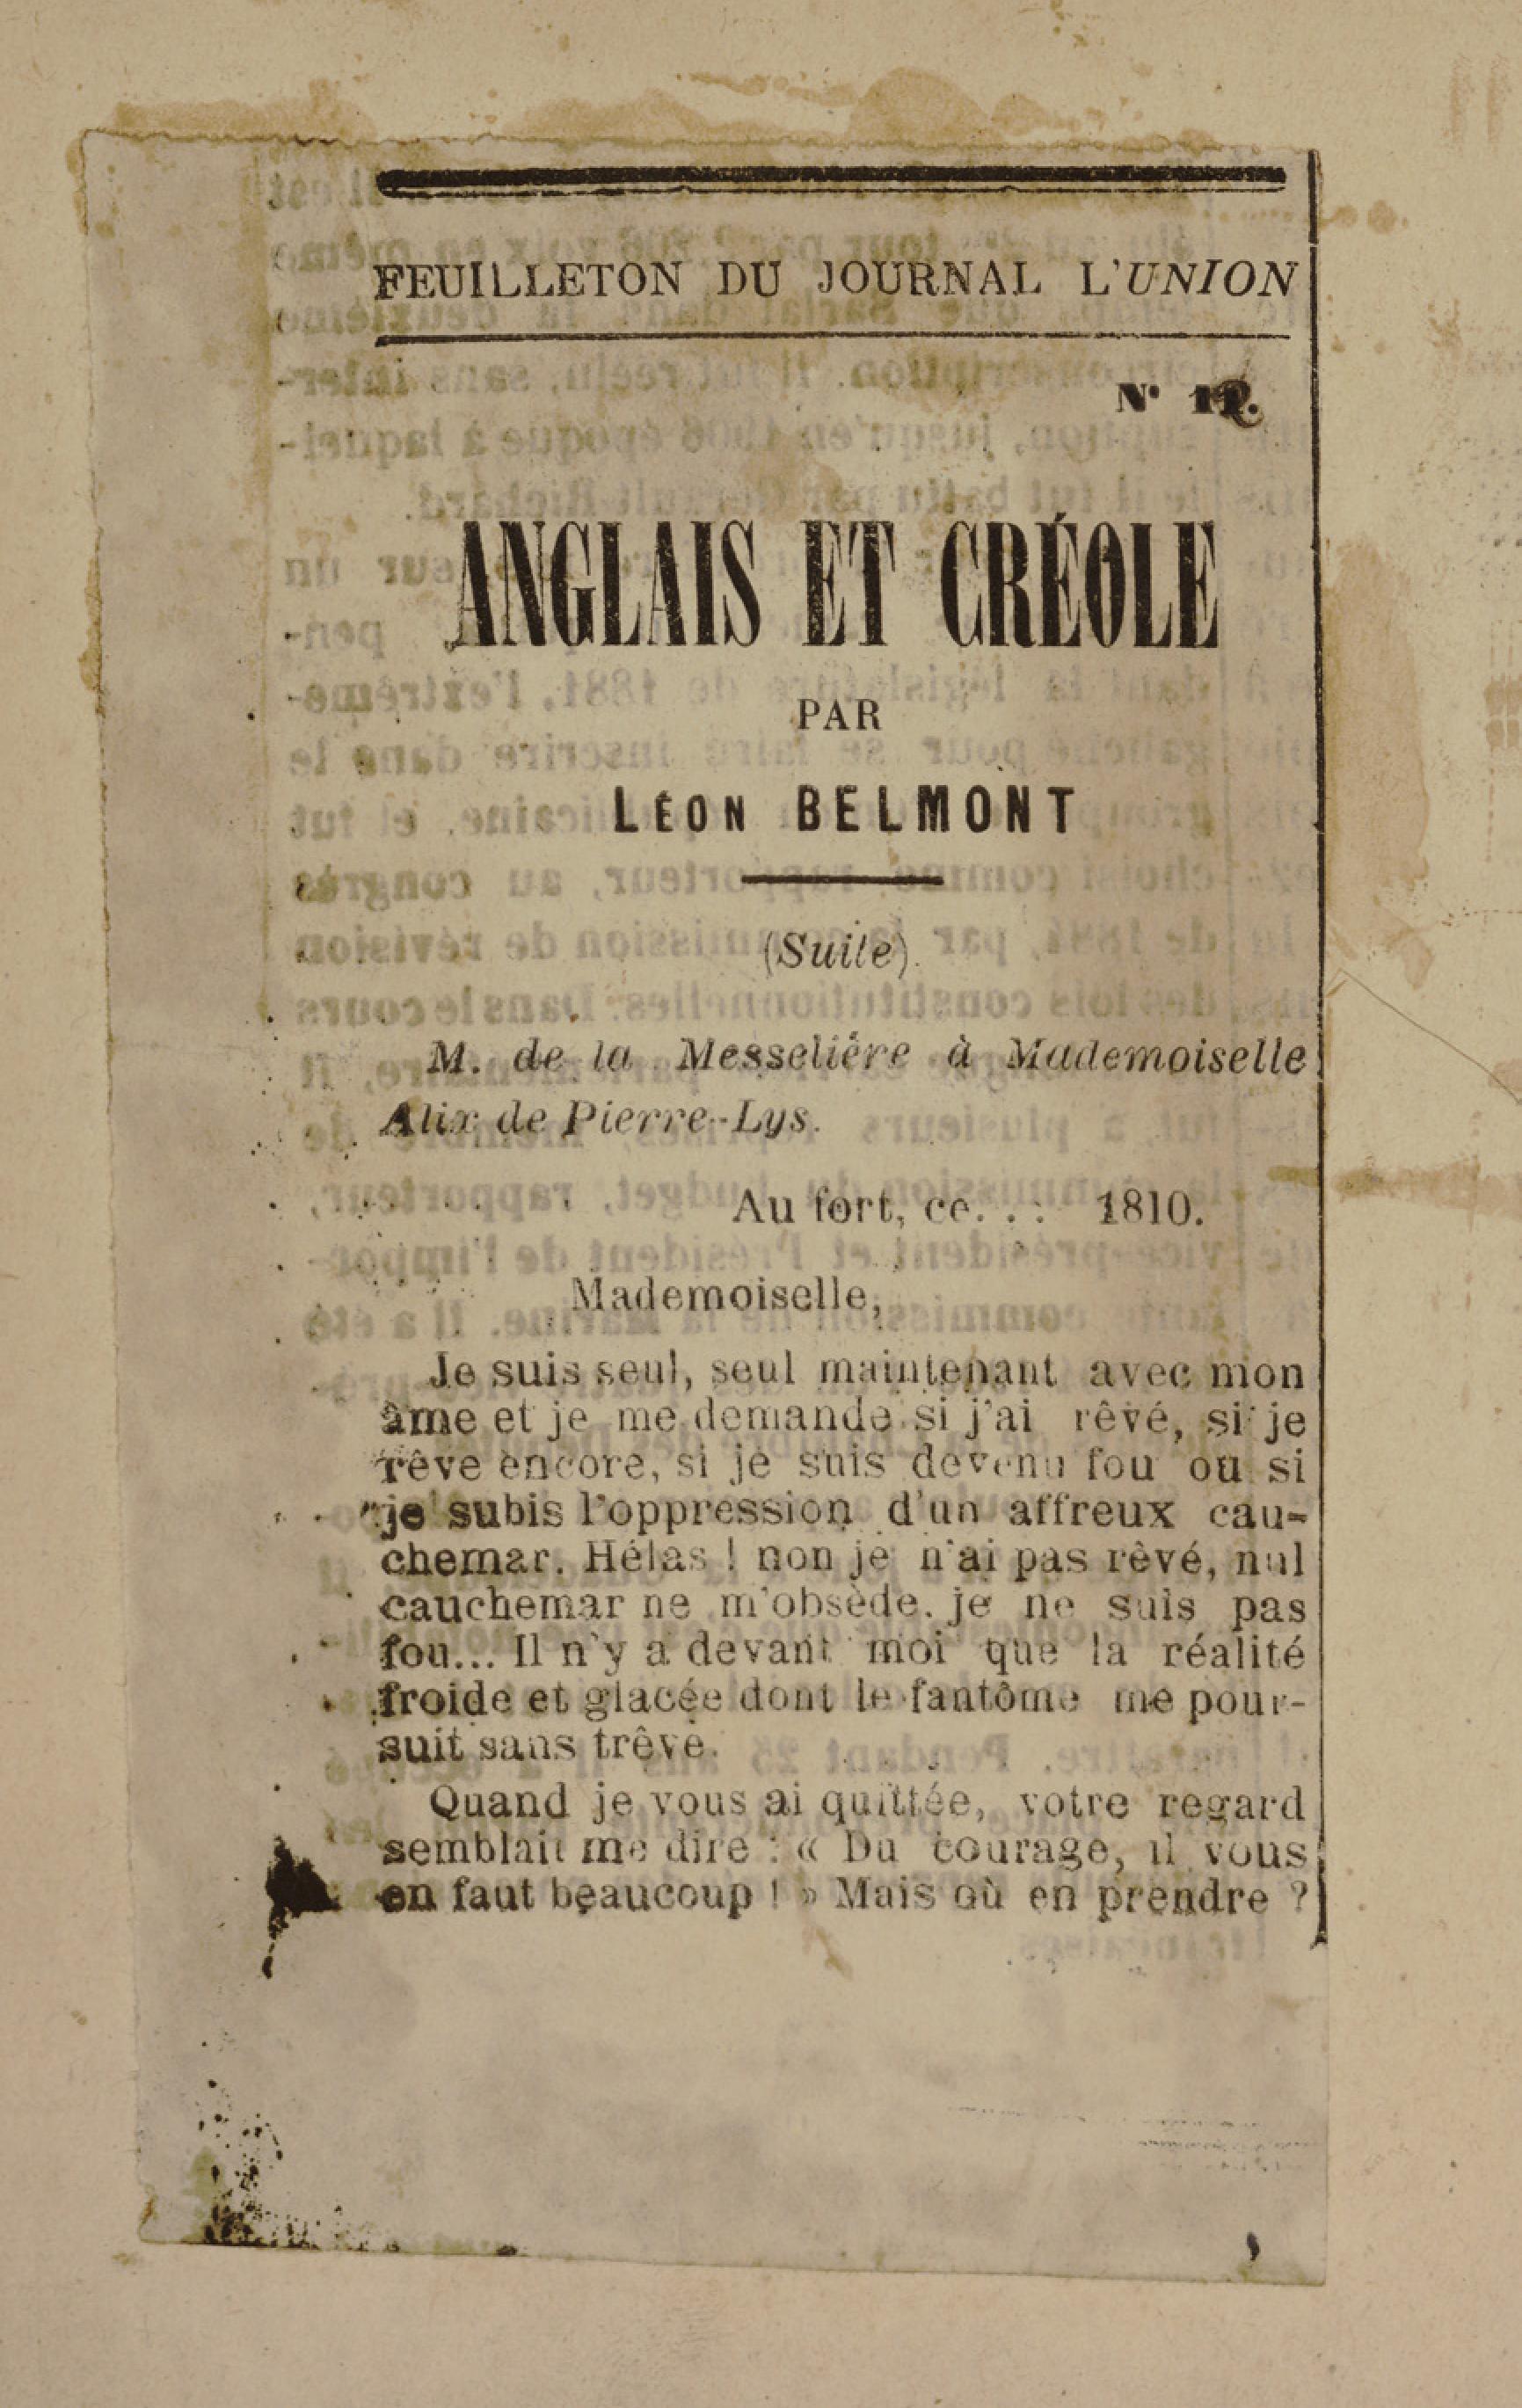 FEUILLETON DU JOURNAL L'UNION
N° 12.
ANGLAIS ET CRÉOLE
PAR
LÉON BELMONT
(Suite).
M. de la Messelière à Mademoiselle
Alix de Pierre-Lys.
Au fort, ce... 1810.
Mademoiselle,
Je suis seul, seul maintenant avec mon
âme et je me demande si j'ai rêvé, si je
rêve encore, si je suis devenu fou ou si
je subis l'oppression d'un affreux cau-
chemar. Hélas ! non je n'ai pas rêvé, nul
cauchemar ne m'obsède. je ne suis pas
fou... Il n'y a devant moi que la réalité
froide et glacée dont le fantôme me pour-
suit sans trêve.
Quand je vous ai quittée, votre regard
semblait me dire : « Du courage, il vous
en faut beaucoup ! » Mais où en prendre ?